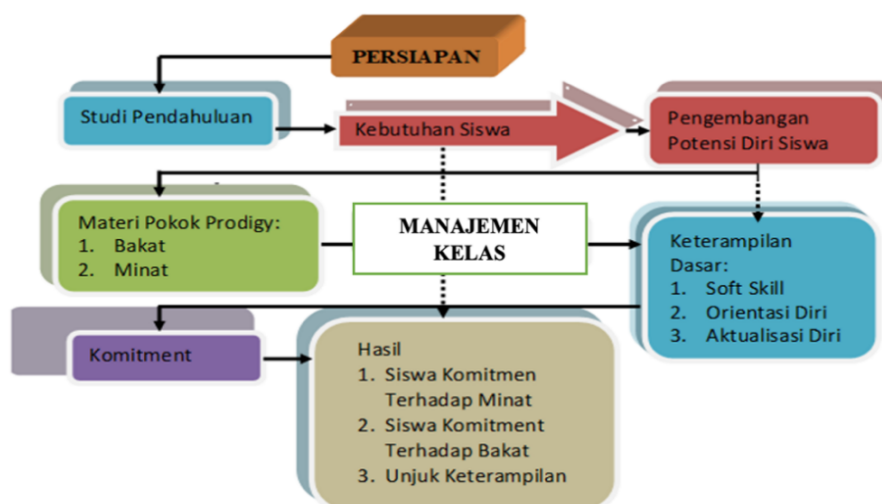 PERSIAPAN
Studi Pendahuluan
Kebutuhan Siswa
Pengembangan
Potensi Diri Siswa
Materi Pokok Prodigy:
1. Bakat
2. Minat
MANAJEMEN
KELAS
Keterampilan
Dasar:
1. Soft Skill
2. Orientasi Diri
3. Aktualisasi Diri
Komitment
Hasil
1. Siswa Komitmen
Terhadap Minat
2. Siswa Komitment
Terhadap Bakat
3. Unjuk Keterampilan